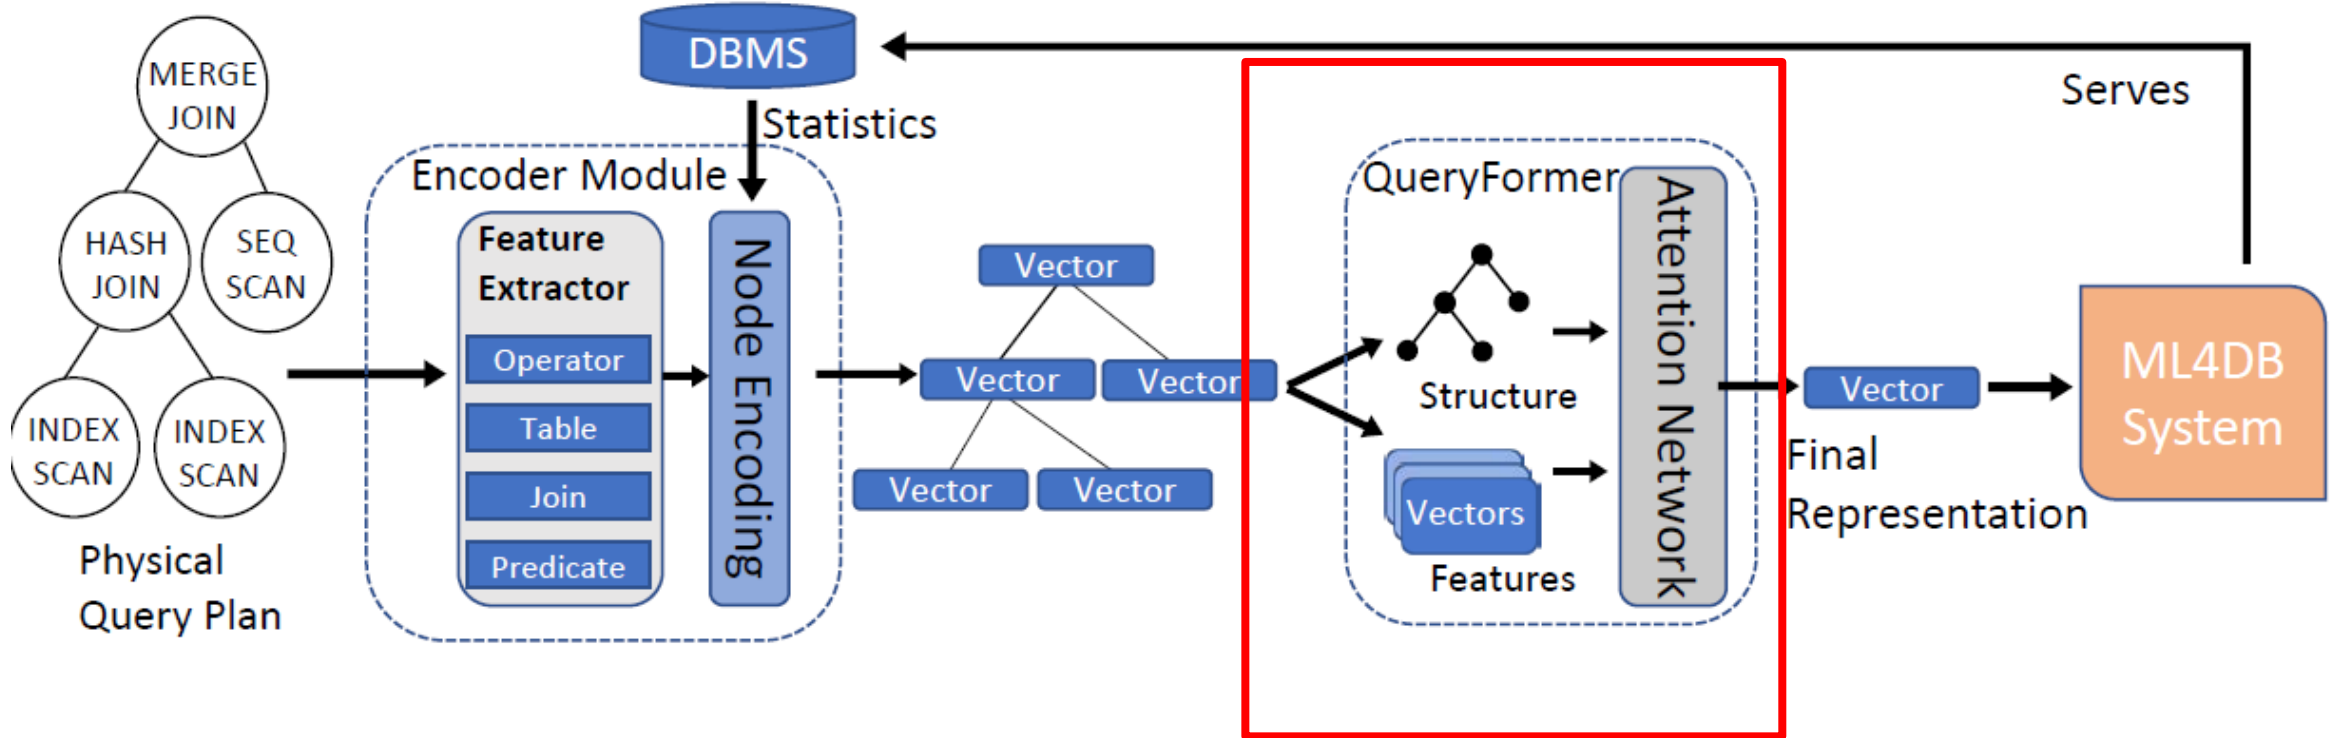 MERGE
JOIN
HASH
JOIN
SEQ
SCAN
INDEX
SCAN
INDEX
SCAN
Physical
Query Plan
DBMS
Statistics
Encoder Module
Feature
Extractor
Operator
Table
Join
Predicate
Node Encoding
Vector
Vector
Vector
Vector
Vector
QueryFormer
Structure
Vectors
Features
Attention Network
Vector
Final
Representation
Serves
ML4DB
System